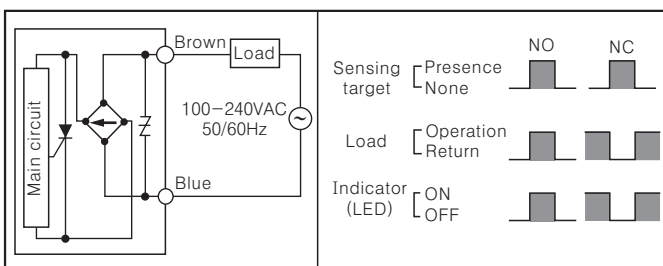 Main circuit
Brown
Load
100-240VAC
50/60Hz
~
Blue
NO NC
Sensing target Presence
None
Load Operation
Return
Indicator (LED) ON
OFF